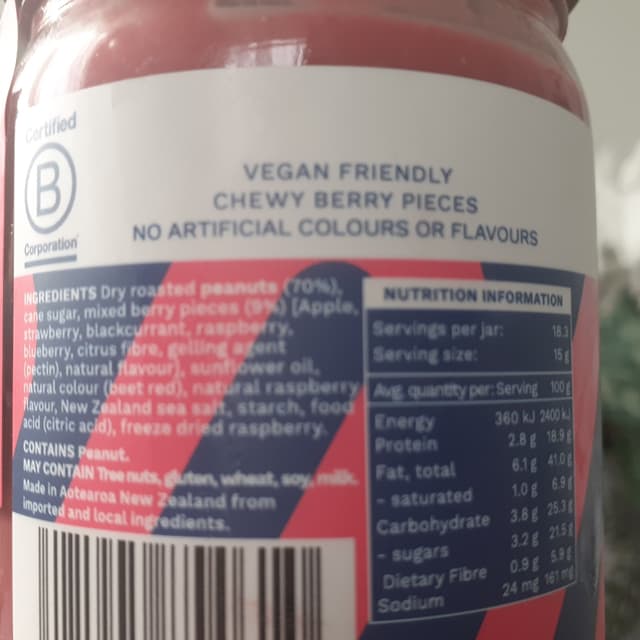 Certified
B
Corporation
VEGAN FRIENDLY
CHEWY BERRY PIECES
NO ARTIFICIAL COLOURS OR FLAVOURS
INGREDIENTS Dry roasted peanuts (70%),
cane sugar, mixed berry pieces (9%) [Apple,
strawberry, blackcurrant, raspberry,
blueberry, citrus fibre, gelling agent
(pectin), natural flavour], sunflower oil,
natural colour (beet red), natural raspberry
flavour, New Zealand sea salt, starch, food
acid (citric acid), freeze dried raspberry.
CONTAINS Peanut.
MAY CONTAIN Tree nuts, gluten, wheat, soy, milk.
Made in Aotearoa New Zealand from
imported and local ingredients.
NUTRITION INFORMATION
Servings per jar: 18.3
Serving size: 15 g
Avg. quantity per: Serving 100 g
Energy 360 kJ 2400 kJ
Protein 2.8 g 18.9 g
Fat, total 6.1 g 41.0 g
- saturated 1.0 g 6.9 g
Carbohydrate 3.8 g 25.3 g
- sugars 3.2 g 21.5 g
Dietary Fibre 0.9 g 5.9 g
Sodium 24 mg 161 mg